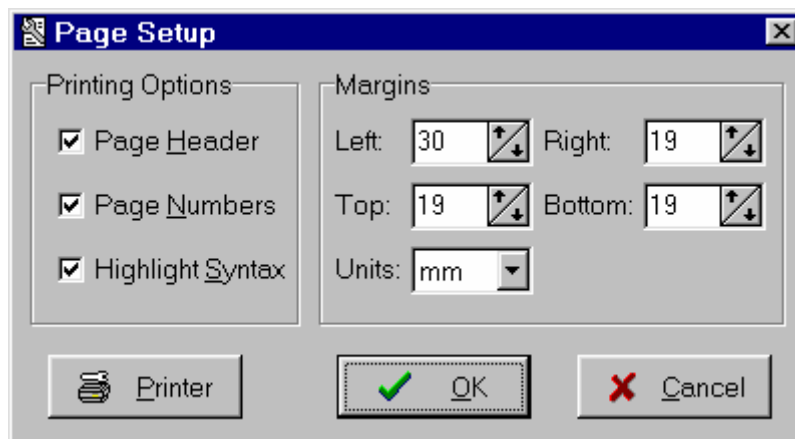 Page Setup
Printing Options
Page Header
Page Numbers
Highlight Syntax
Margins
Left: 30 Right: 19
Top: 19 Bottom: 19
Units: mm
Printer OK Cancel